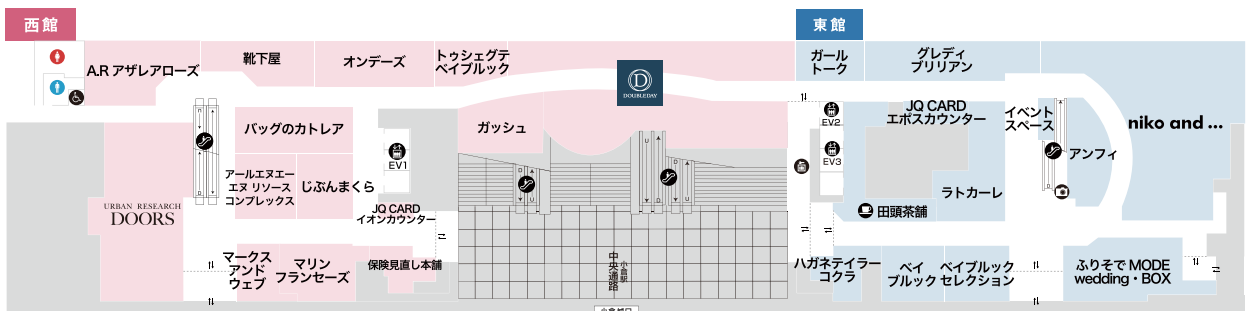 西館
東館
A.R アザレアローズ
靴下屋
オンデーズ
トゥシェグテ
ベイブルック
DOUBLEDAY
ガール
トーク
グレディ
ブリリアン
バッグのカトレア
EV1
ガッシュ
EV2
EV3
JQ CARD
エポスカウンター
イベント
スペース
アンフィ
niko and ...
アールエヌエー
エヌ リソース
コンプレックス
じぶんまくら
ラトカーレ
URBAN RESEARCH
DOORS
JQ CARD
イオンカウンター
田頭茶舗
マークス
アンド
ウェブ
マリン
フランセーズ
保険見直し本舗
小倉駅
中央通路
ハガネテイラー
コクラ
ベイ
ブルック
ベイブルック
セレクション
ふりそでMODE
wedding・BOX
D
U
U
D